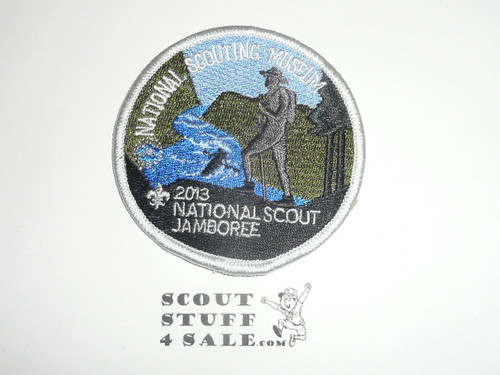 NATIONAL SCOUTING MUSEUM
2013
NATIONAL SCOUT
JAMBOREE
SCOUT
STUFF
4 SALE.com